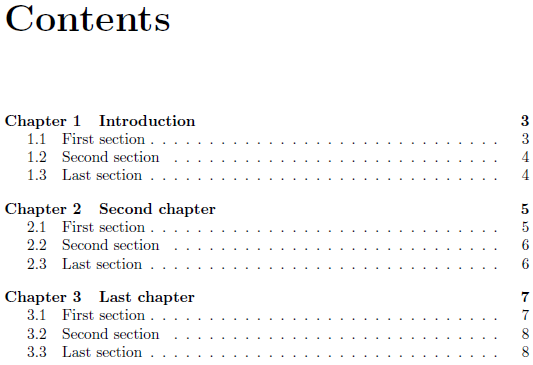 Contents
Chapter 1 Introduction 3
1.1 First section . . . . . . . . . . . . . . . . . . . . . . . . . . . . . . 3
1.2 Second section . . . . . . . . . . . . . . . . . . . . . . . . . . . . 4
1.3 Last section . . . . . . . . . . . . . . . . . . . . . . . . . . . . . . 4
Chapter 2 Second chapter 5
2.1 First section . . . . . . . . . . . . . . . . . . . . . . . . . . . . . . 5
2.2 Second section . . . . . . . . . . . . . . . . . . . . . . . . . . . . 6
2.3 Last section . . . . . . . . . . . . . . . . . . . . . . . . . . . . . . 6
Chapter 3 Last chapter 7
3.1 First section . . . . . . . . . . . . . . . . . . . . . . . . . . . . . . 7
3.2 Second section . . . . . . . . . . . . . . . . . . . . . . . . . . . . 8
3.3 Last section . . . . . . . . . . . . . . . . . . . . . . . . . . . . . . 8